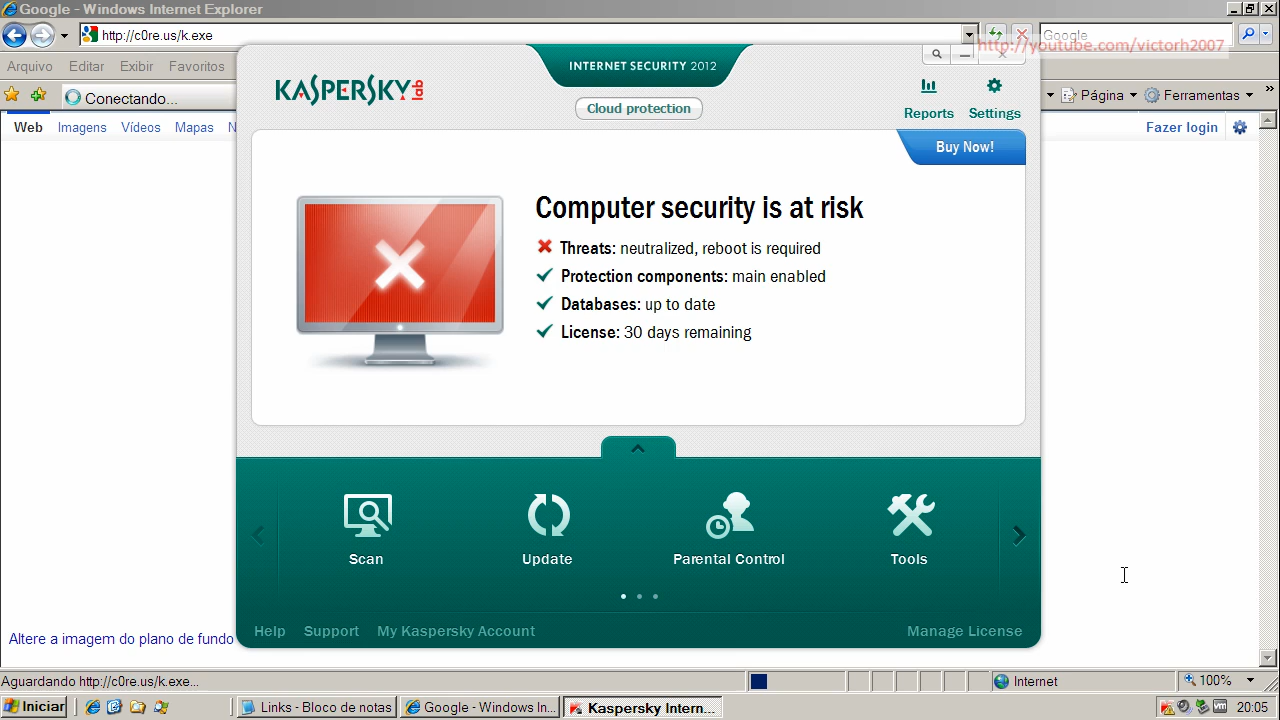 Google - Windows Internet Explorer
http://c0re.us/k.exe
Google
http://youtube.com/victorh2007
Arquivo Editar Exibir Favoritos
Conectando...
Página Ferramentas »
Web Imagens Vídeos Mapas N
Fazer login
KASPERSKY lab
INTERNET SECURITY 2012
Cloud protection
Reports Settings
Buy Now!
Computer security is at risk
Threats: neutralized, reboot is required
Protection components: main enabled
Databases: up to date
License: 30 days remaining
Scan Update Parental Control Tools
Help Support My Kaspersky Account Manage License
Altere a imagem do plano de fundo
Aguardando http://c0re.us/k.exe... Internet 100%
Iniciar Links - Bloco de notas Google - Windows In... Kaspersky Intern... 20:05